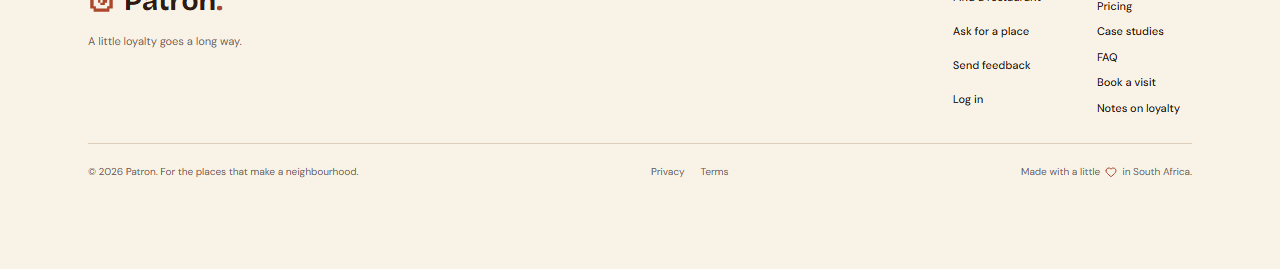 Patron.
A little loyalty goes a long way.
Find a restaurant
Ask for a place
Send feedback
Log in
Pricing
Case studies
FAQ
Book a visit
Notes on loyalty
© 2026 Patron. For the places that make a neighbourhood.
Privacy Terms
Made with a little in South Africa.